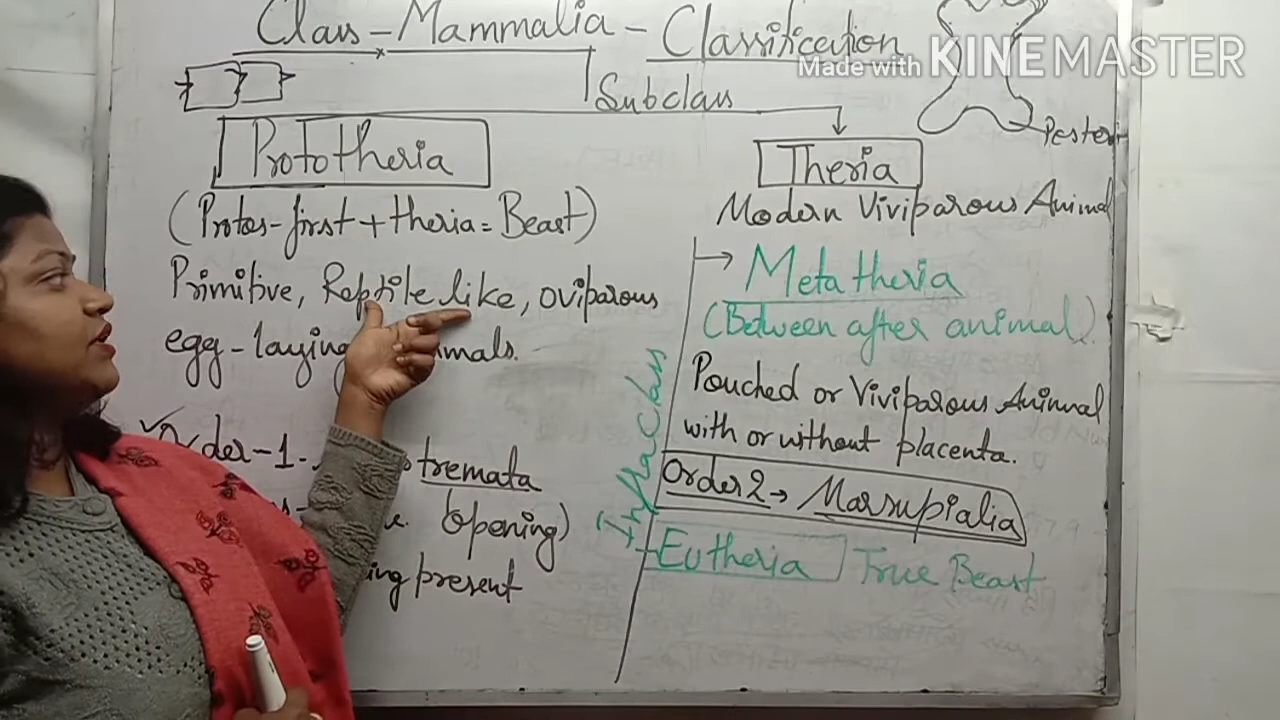 Class-Mammalia - Classification
Made with KINEMASTER
Subclass
Posteri
Prototheria
(Protos-first + theria = Beast)
Primitive, Reptile like, oviparous
egg-laying
Order-1.
tremata
(opening)
present
Theria
Modern Viviparous Animal
Metatheria
(Between after animal)
Pouched or Viviparous Animal
with or without placenta.
Order 2 → Marsupialia
Infraclass
Eutheria True Beast